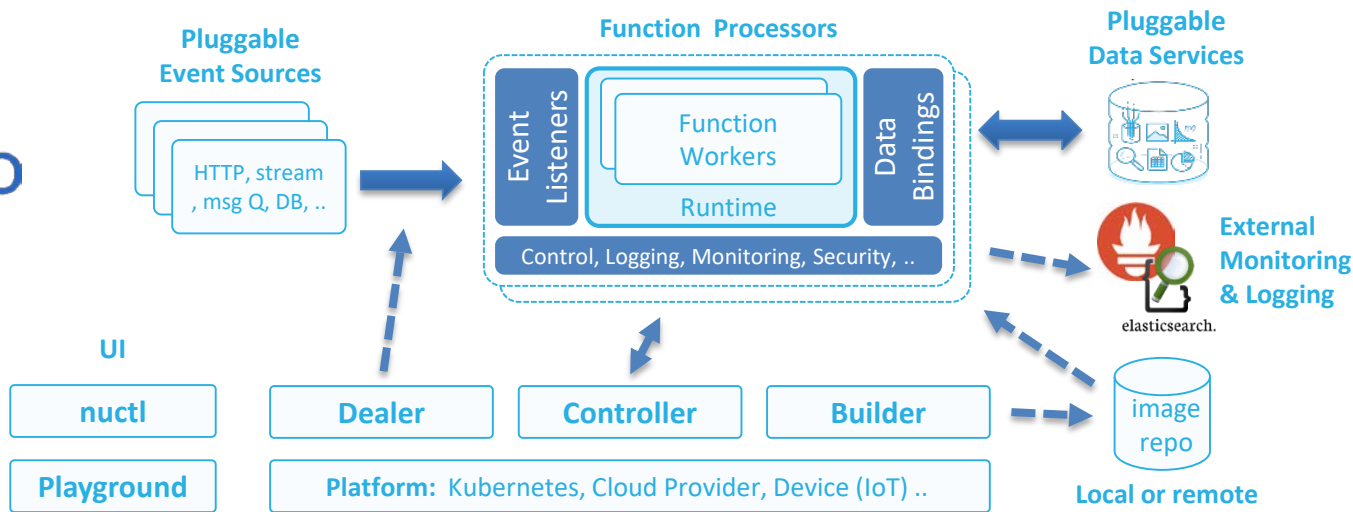 Pluggable
Event Sources
HTTP, stream
, msg Q, DB, ..
Function Processors
Event
Listeners
Function
Workers
Runtime
Data
Bindings
Control, Logging, Monitoring, Security, ..
Pluggable
Data Services
f(x)
External
Monitoring
& Logging
elasticsearch.
UI
nuctl
Playground
Dealer
Controller
Builder
Platform: Kubernetes, Cloud Provider, Device (IoT) ..
image
repo
Local or remote